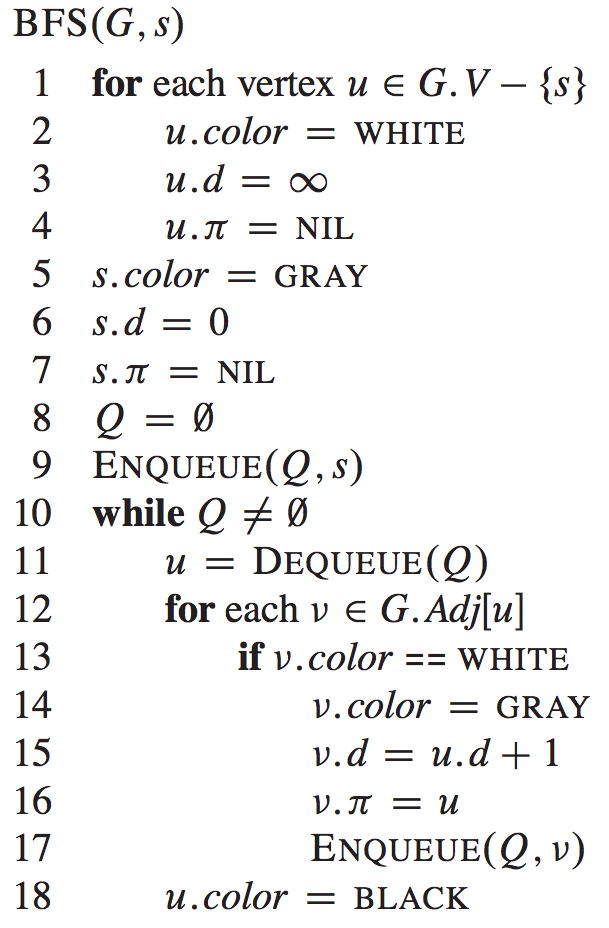 BFS(G, s)
1 for each vertex u ∈ G.V − {s}
2 u.color = WHITE
3 u.d = ∞
4 u.π = NIL
5 s.color = GRAY
6 s.d = 0
7 s.π = NIL
8 Q = ∅
9 ENQUEUE(Q, s)
10 while Q ≠ ∅
11 u = DEQUEUE(Q)
12 for each v ∈ G.Adj[u]
13 if v.color == WHITE
14 v.color = GRAY
15 v.d = u.d + 1
16 v.π = u
17 ENQUEUE(Q, v)
18 u.color = BLACK